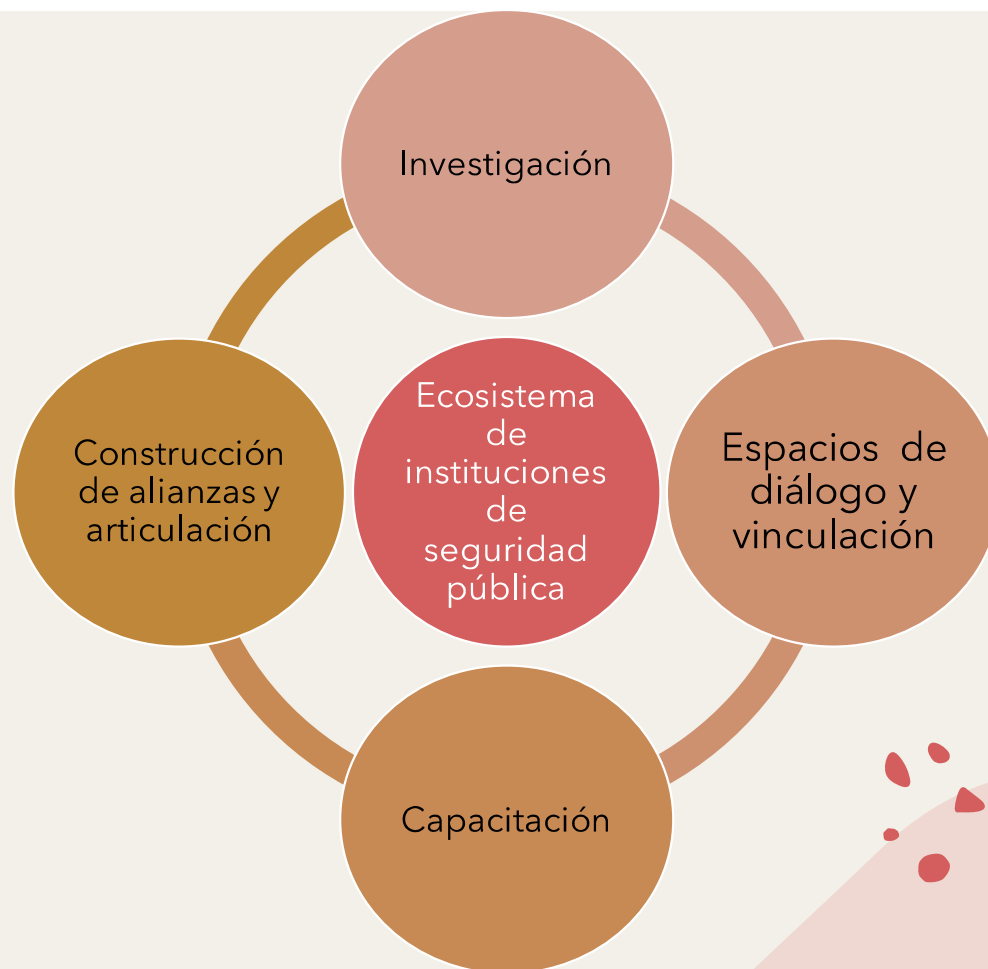 Investigación
Ecosistema
de
instituciones
de
seguridad
pública
Construcción
de alianzas y
articulación
Espacios de
diálogo y
vinculación
Capacitación